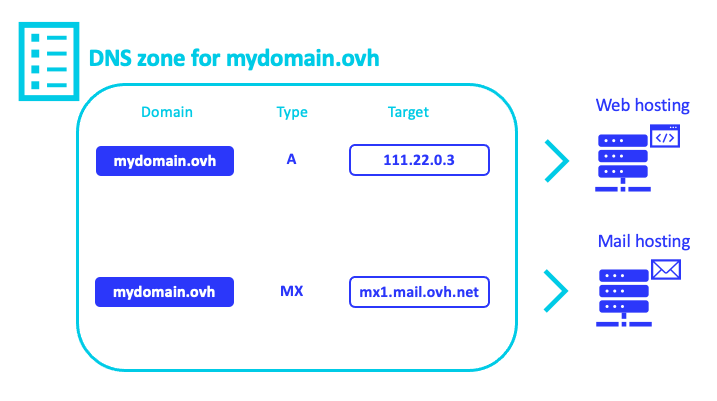 DNS zone for mydomain.ovh
Domain Type Target
mydomain.ovh A 111.22.0.3
Web hosting
</>
mydomain.ovh MX mx1.mail.ovh.net
Mail hosting